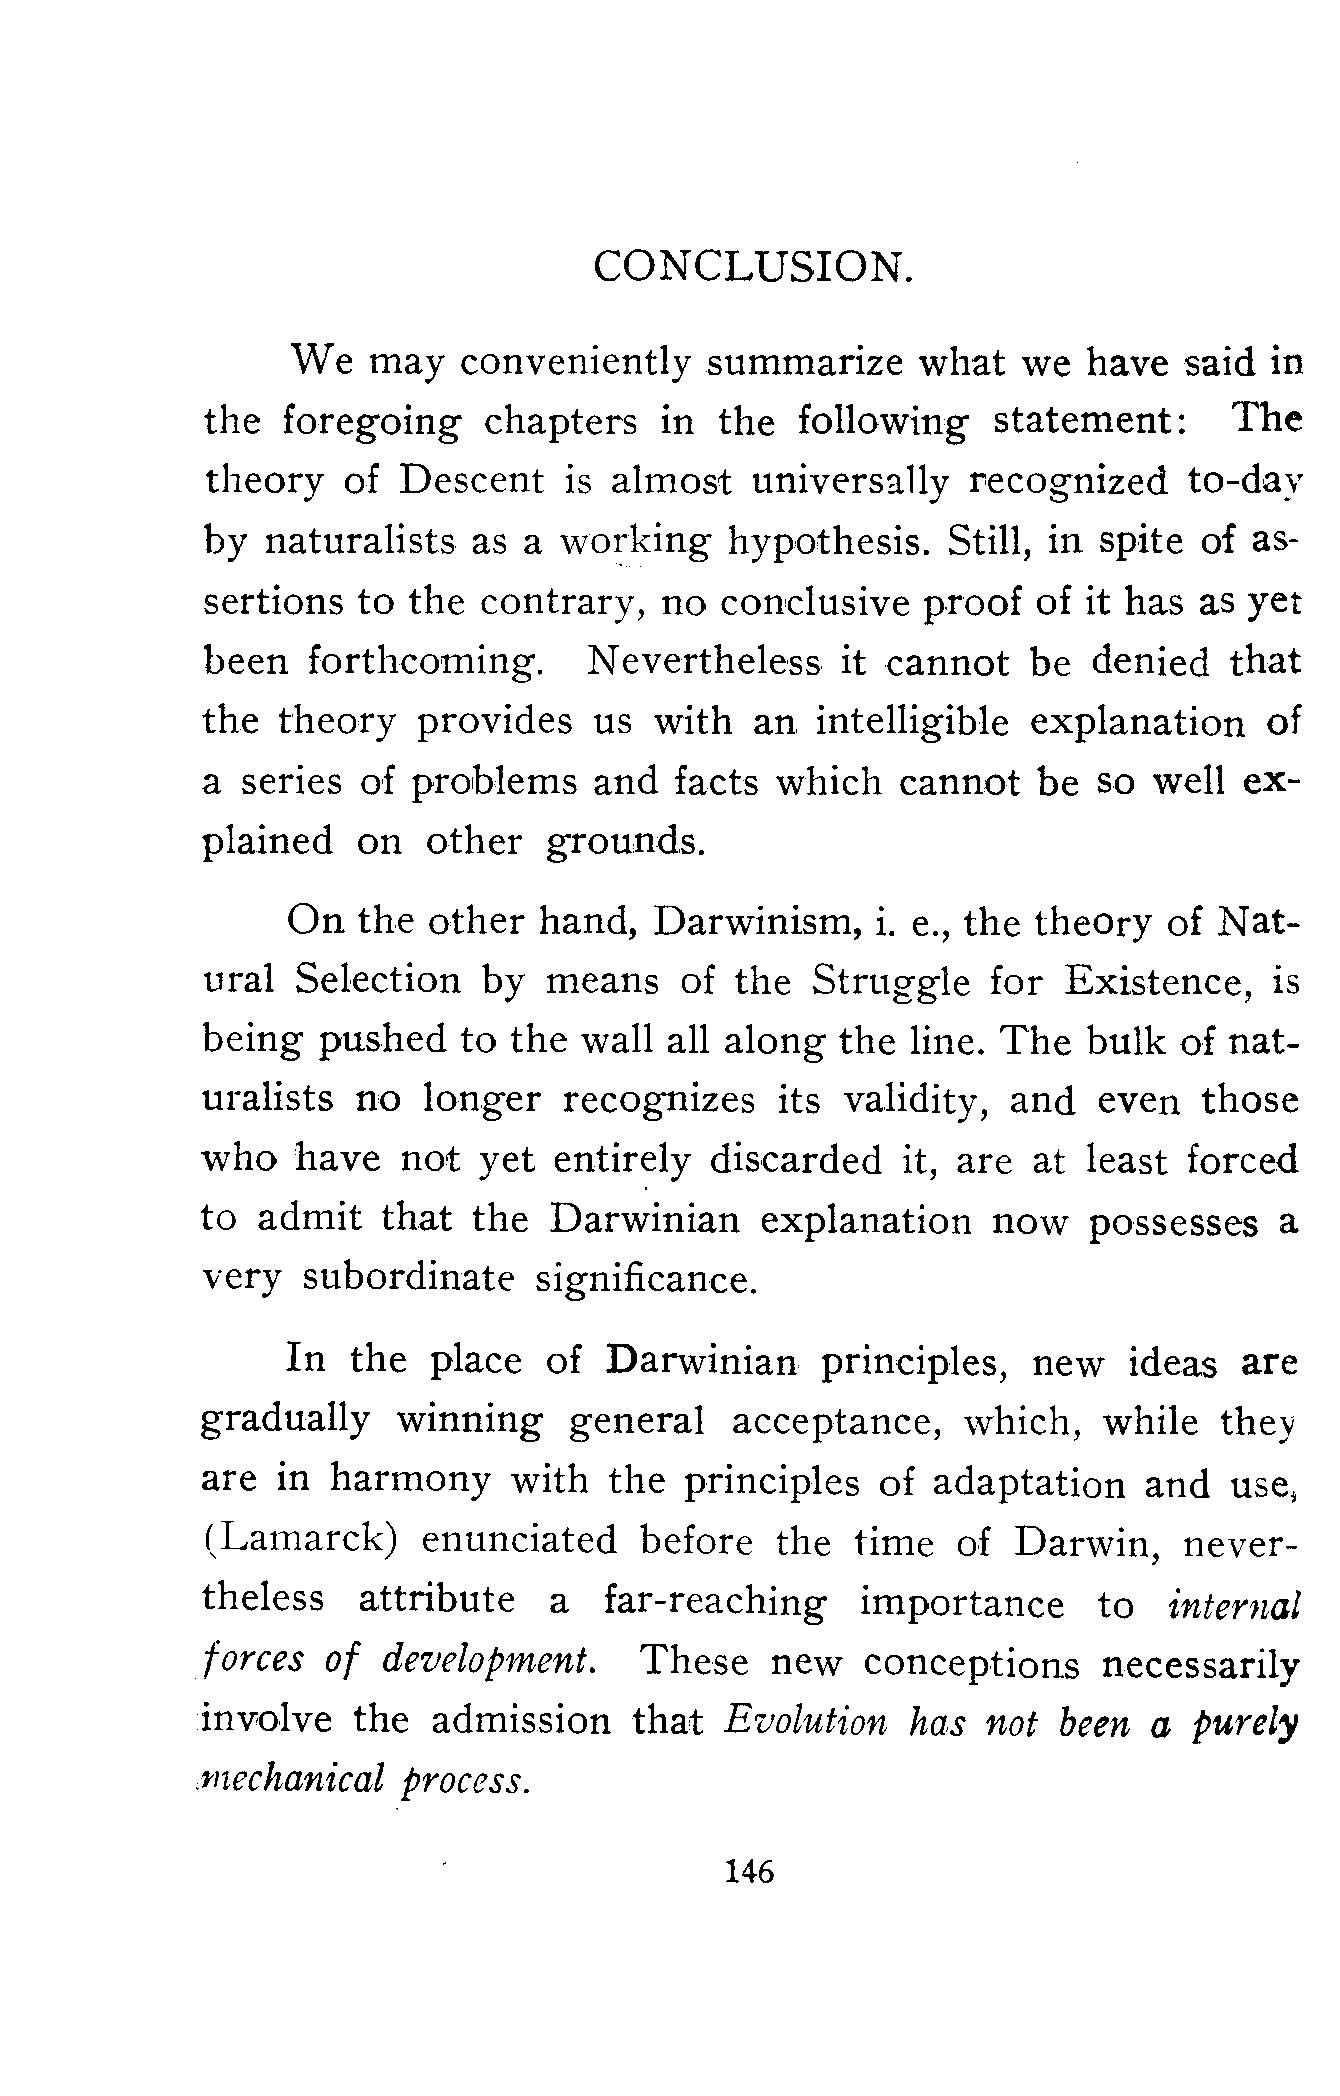 CONCLUSION.
We may conveniently summarize what we have said in
the foregoing chapters in the following statement: The
theory of Descent is almost universally recognized to-day
by naturalists as a working hypothesis. Still, in spite of as-
sertions to the contrary, no conclusive proof of it has as yet
been forthcoming. Nevertheless it cannot be denied that
the theory provides us with an intelligible explanation of
a series of problems and facts which cannot be so well ex-
plained on other grounds.
On the other hand, Darwinism, i. e., the theory of Nat-
ural Selection by means of the Struggle for Existence, is
being pushed to the wall all along the line. The bulk of nat-
uralists no longer recognizes its validity, and even those
who have not yet entirely discarded it, are at least forced
to admit that the Darwinian explanation now possesses a
very subordinate significance.
In the place of Darwinian principles, new ideas are
gradually winning general acceptance, which, while they
are in harmony with the principles of adaptation and use,
(Lamarck) enunciated before the time of Darwin, never-
theless attribute a far-reaching importance to internal
forces of development. These new conceptions necessarily
involve the admission that Evolution has not been a purely
mechanical process.
146